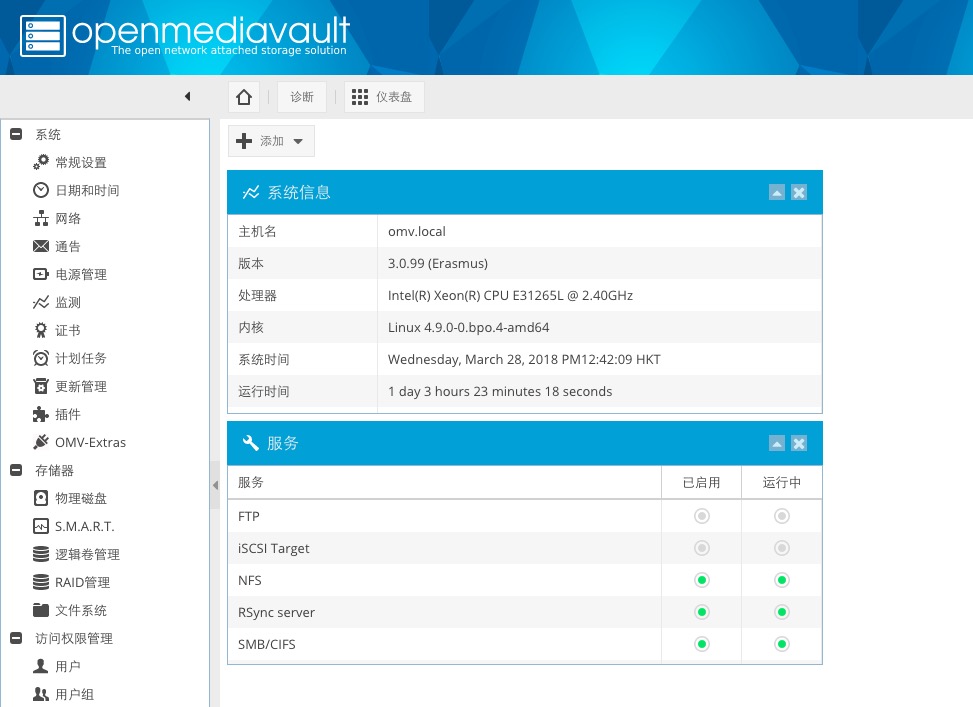 openmediavault
The open network attached storage solution
诊断
仪表盘
系统
常规设置
日期和时间
网络
通告
电源管理
监测
证书
计划任务
更新管理
插件
OMV-Extras
存储器
物理磁盘
S.M.A.R.T.
逻辑卷管理
RAID管理
文件系统
访问权限管理
用户
用户组
添加
系统信息
主机名 omv.local
版本 3.0.99 (Erasmus)
处理器 Intel(R) Xeon(R) CPU E31265L @ 2.40GHz
内核 Linux 4.9.0-0.bpo.4-amd64
系统时间 Wednesday, March 28, 2018 PM12:42:09 HKT
运行时间 1 day 3 hours 23 minutes 18 seconds
服务
服务 已启用 运行中
FTP
iSCSI Target
NFS
RSync server
SMB/CIFS